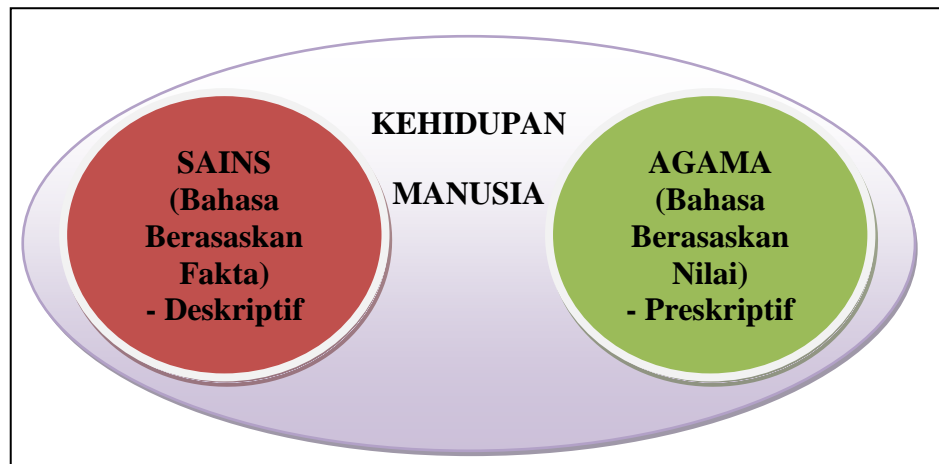 KEHIDUPAN
MANUSIA
SAINS
(Bahasa
Berasaskan
Fakta)
- Deskriptif
AGAMA
(Bahasa
Berasaskan
Nilai)
- Preskriptif